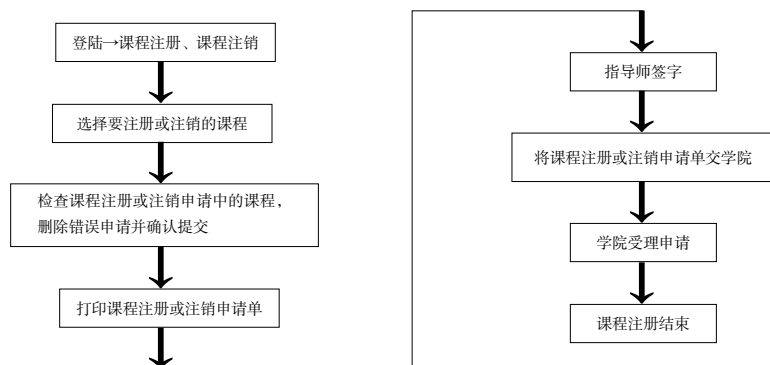 登陆→课程注册、课程注销
选择要注册或注销的课程
检查课程注册或注销申请中的课程，
删除错误申请并确认提交
打印课程注册或注销申请单
指导师签字
将课程注册或注销申请单交学院
学院受理申请
课程注册结束